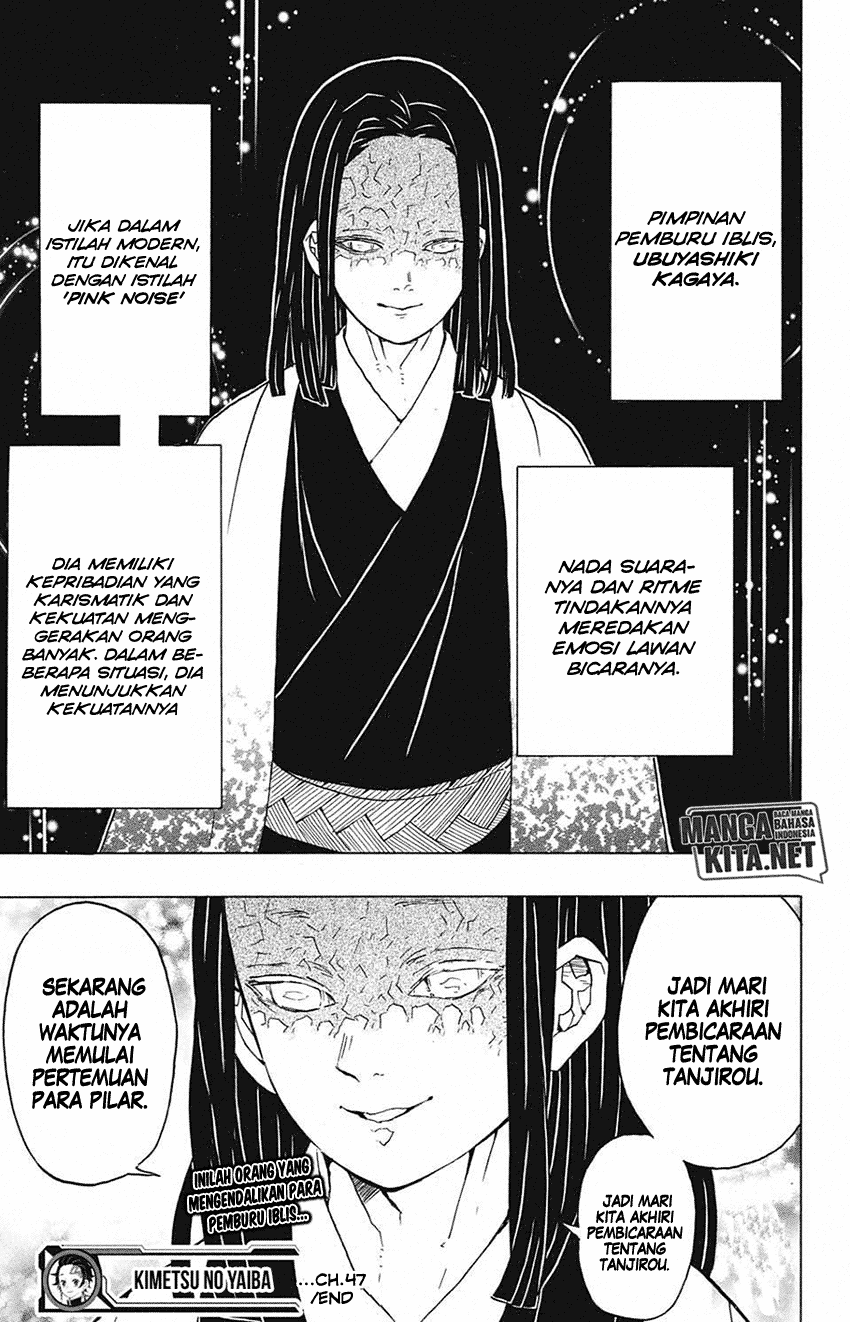 PIMPINAN
PEMBURU IBLIS,
UBUYASHIKI
KAGAYA.
JIKA DALAM
ISTILAH MODERN,
ITU DIKENAL
DENGAN ISTILAH
'PINK NOISE'
NADA SUARA-
NYA DAN RITME
TINDAKANNYA
MEREDAKAN
EMOSI LAWAN
BICARANYA.
DIA MEMILIKI
KEPRIBADIAN YANG
KARISMATIK DAN
KEKUATAN MENG-
GERAKAN ORANG
BANYAK. DALAM BE-
BERAPA SITUASI, DIA
MENUNJUKKAN
KEKUATANNYA
MANGA
BACA MANGA
BAHASA
INDONESIA
KITA.NET
JADI MARI
KITA AKHIRI
PEMBICARAAN
TENTANG
TANJIROU.
JADI MARI
KITA AKHIRI
PEMBICARAAN
TENTANG
TANJIROU.
SEKARANG
ADALAH
WAKTUNYA
MEMULAI
PERTEMUAN
PARA PILAR.
INILAH ORANG YANG
MENGENDALIKAN PARA
PEMBURU IBLIS...
KIMETSU NO YAIBA
...CH.47
/END